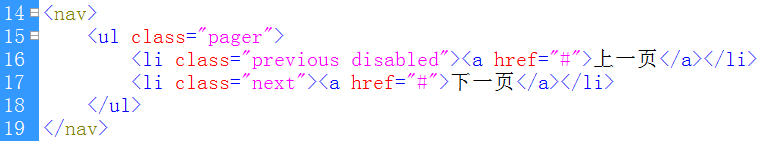 14 <nav>
15     <ul class="pager">
16         <li class="previous disabled"><a href="#">上一页</a></li>
17         <li class="next"><a href="#">下一页</a></li>
18     </ul>
19 </nav>